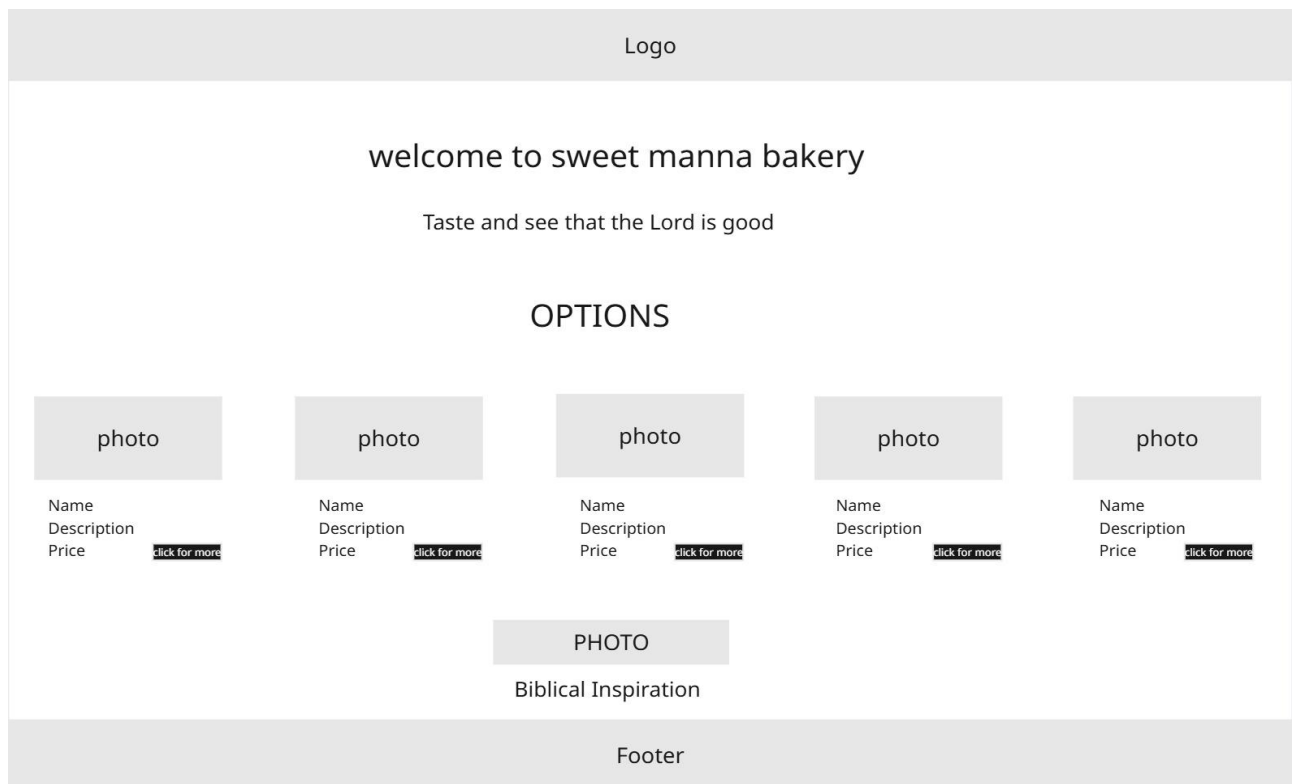 Logo
welcome to sweet manna bakery
Taste and see that the Lord is good
OPTIONS
photo
photo
photo
photo
photo
Name
Description
Price
click for more
Name
Description
Price
click for more
Name
Description
Price
click for more
Name
Description
Price
click for more
Name
Description
Price
click for more
PHOTO
Biblical Inspiration
Footer